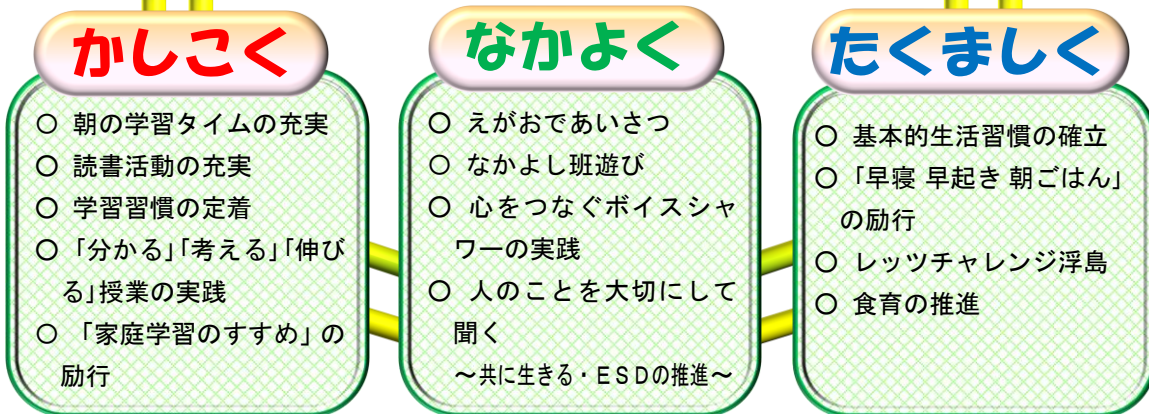 かしこく
○ 朝の学習タイムの充実
○ 読書活動の充実
○ 学習習慣の定着
○ 「分かる」「考える」「伸び
る」授業の実践
○ 「家庭学習のすすめ」の
励行
なかよく
○ えがおであいさつ
○ なかよし班遊び
○ 心をつなぐボイスシャ
ワーの実践
○ 人のことを大切にして
聞く
～共に生きる・ESDの推進～
たくましく
○ 基本的生活習慣の確立
○ 「早寝 早起き 朝ごはん」
の励行
○ レッツチャレンジ浮島
○ 食育の推進